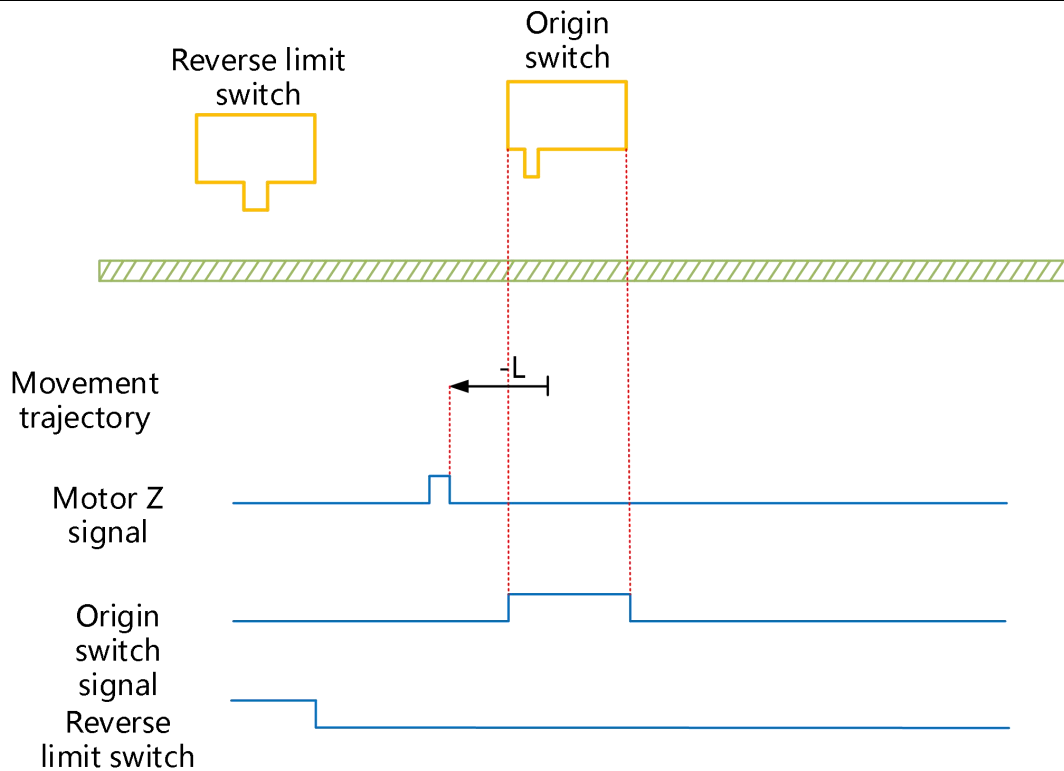 Origin
switch
Reverse limit
switch
-L
Movement
trajectory
Motor Z
signal
Origin
switch
signal
Reverse
limit switch